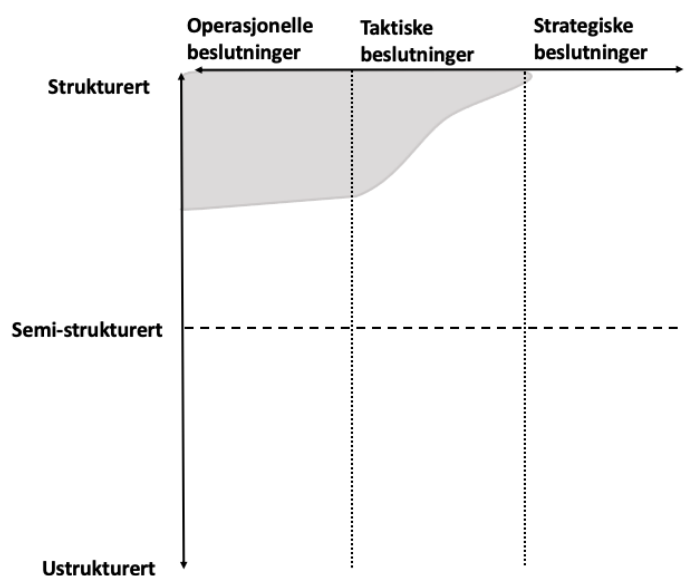 Operasjonelle
beslutninger
Taktiske
beslutninger
Strategiske
beslutninger
Strukturert
Semi-strukturert
Ustrukturert